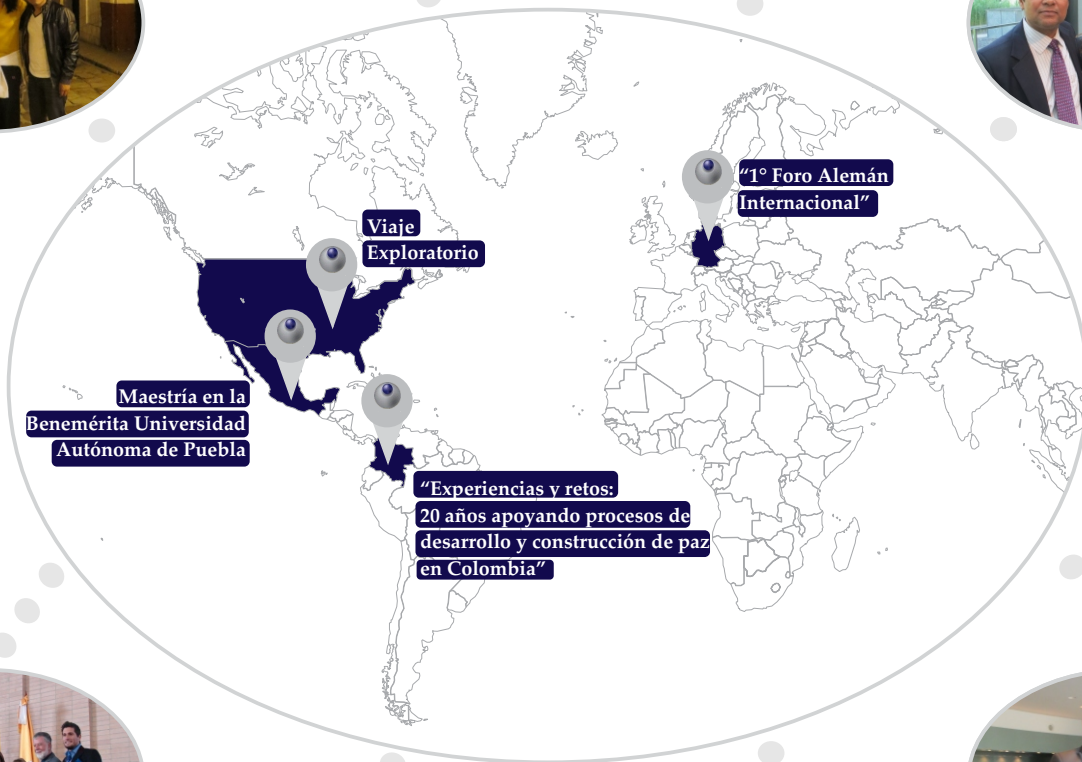 “1° Foro Alemán
Internacional”
Viaje
Exploratorio
Maestría en la
Benemérita Universidad
Autónoma de Puebla
“Experiencias y retos:
20 años apoyando procesos de
desarrollo y construcción de paz
en Colombia”